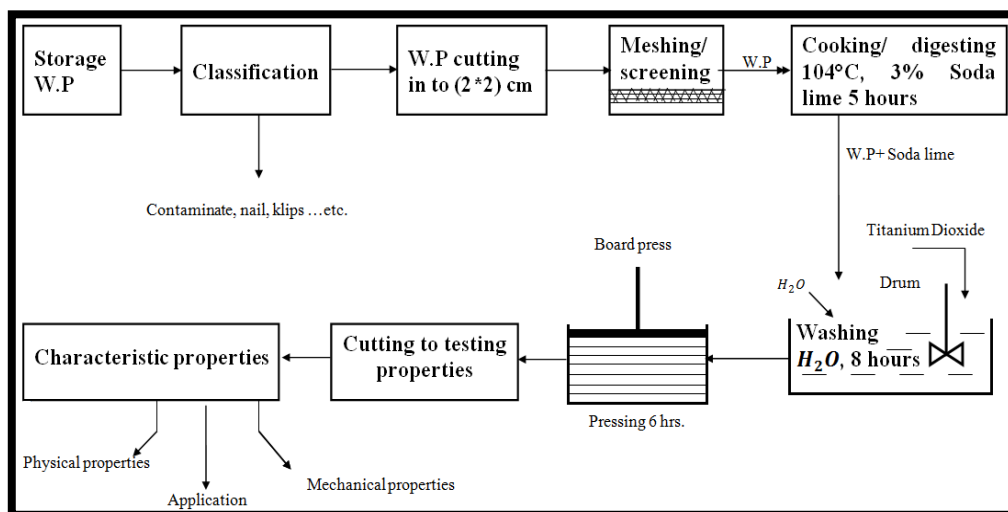 Storage
W.P
Classification
W.P cutting
in to (2*2) cm
Meshing/
screening
W.P
Cooking/ digesting
104°C, 3% Soda
lime 5 hours
W.P+ Soda lime
Contaminate, nail, klips ...etc.
Titanium Dioxide
Drum
H₂O
Washing
H₂O, 8 hours
Board press
Pressing 6 hrs.
Cutting to testing
properties
Characteristic properties
Physical properties
Application
Mechanical properties